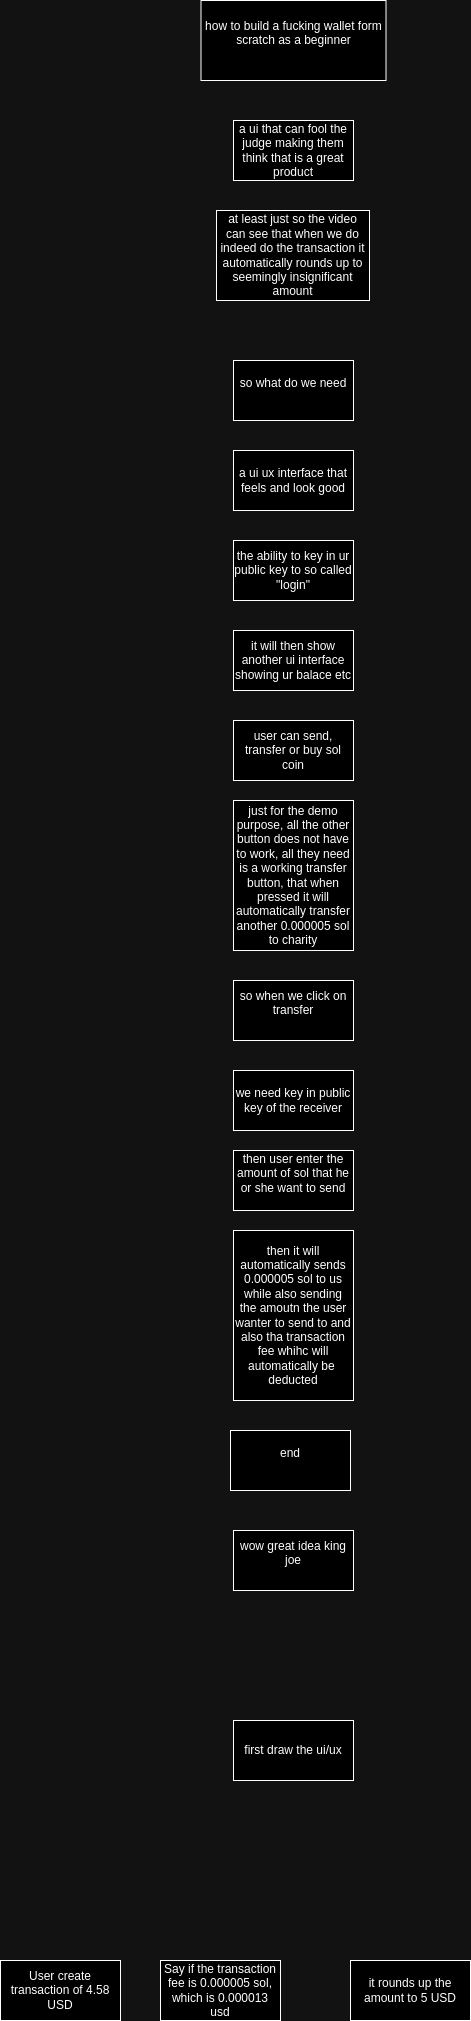 how to build a fucking wallet form
scratch as a beginner
a ui that can fool the
judge making them
think that is a great
product
at least just so the video
can see that when we do
indeed do the transaction it
automatically rounds up to
seemingly insignificant
amount
so what do we need
a ui ux interface that
feels and look good
the ability to key in ur
public key to so called
"login"
it will then show
another ui interface
showing ur balace etc
user can send,
transfer or buy sol
coin
just for the demo
purpose, all the other
button does not have
to work, all they need
is a working transfer
button, that when
pressed it will
automatically transfer
another 0.000005 sol
to charity
so when we click on
transfer
we need key in public
key of the receiver
then user enter the
amount of sol that he
or she want to send
then it will
automatically sends
0.000005 sol to us
while also sending
the amoutn the user
wanter to send to and
also tha transaction
fee whihc will
automatically be
deducted
end
wow great idea king
joe
first draw the ui/ux
User create
transaction of 4.58
USD
Say if the transaction
fee is 0.000005 sol,
which is 0.000013
usd
it rounds up the
amount to 5 USD